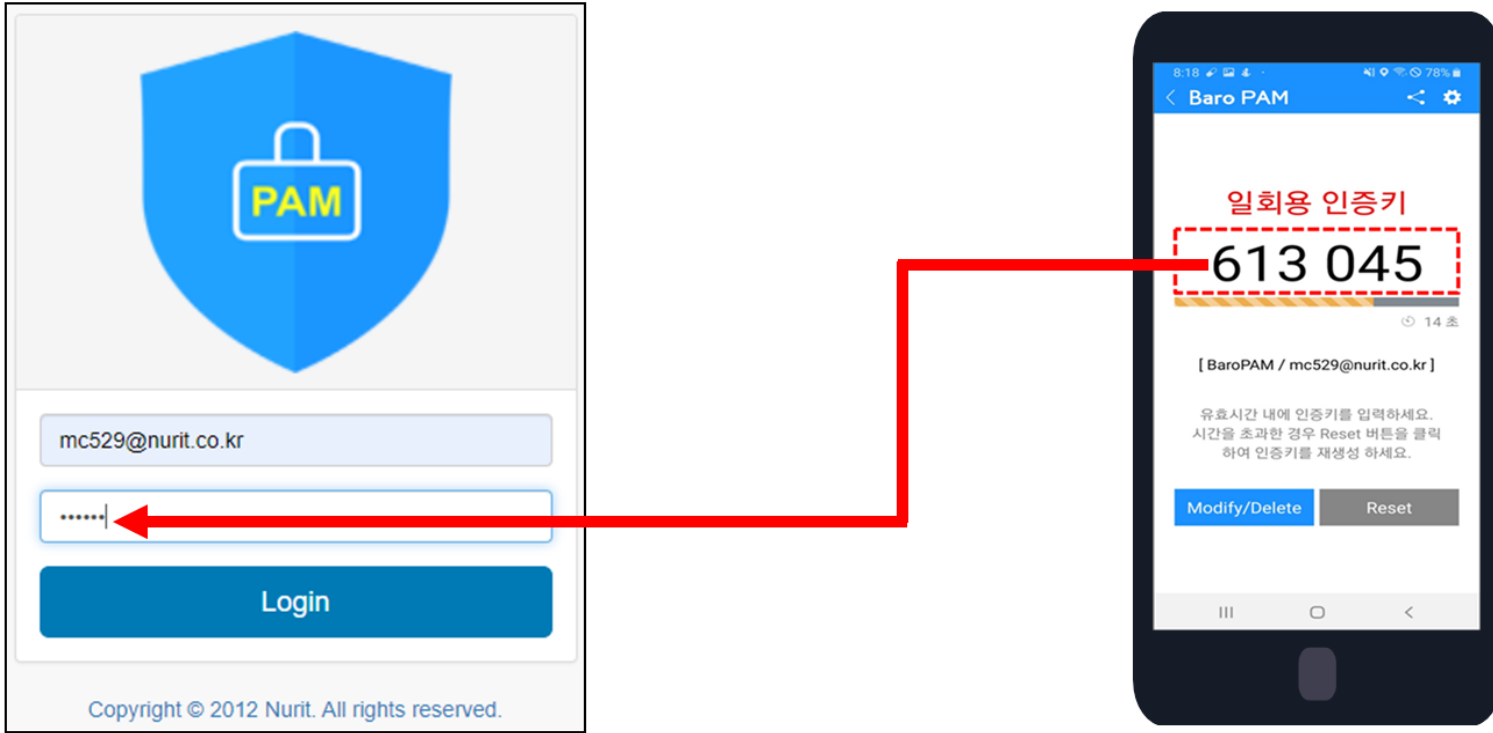 PAM
mc529@nurit.co.kr
••••••
Login
Copyright © 2012 Nurit. All rights reserved.
8:18
78%
Baro PAM
일회용 인증키
613 045
14 초
[ BaroPAM / mc529@nurit.co.kr ]
유효시간 내에 인증키를 입력하세요.
시간을 초과한 경우 Reset 버튼을 클릭
하여 인증키를 재생성 하세요.
Modify/Delete
Reset